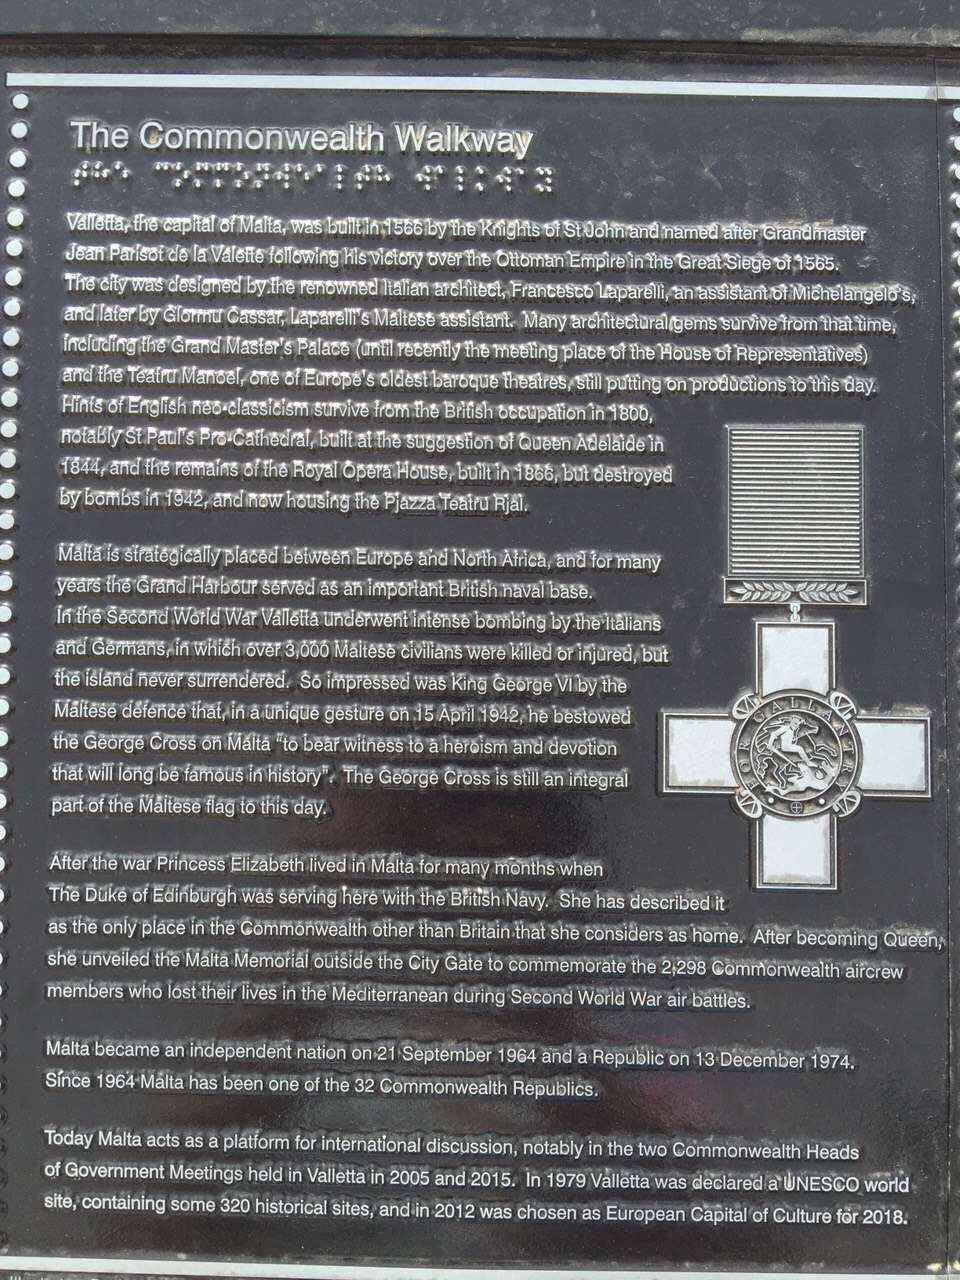 The Commonwealth Walkway
⠠⠮ ⠠⠒⠍⠕⠝⠺⠑⠁⠇⠹ ⠠⠺⠁⠇⠅⠺⠁⠽
Valletta, the capital of Malta, was built in 1566 by the Knights of St John and named after Grandmaster
Jean Parisot de la Valette following his victory over the Ottoman Empire in the Great Siege of 1565.
The city was designed by the renowned Italian architect, Francesco Laparelli, an assistant of Michelangelo's,
and later by Glormu Cassar, Laparelli's Maltese assistant. Many architectural gems survive from that time,
including the Grand Master's Palace (until recently the meeting place of the House of Representatives)
and the Teatru Manoel, one of Europe's oldest baroque theatres, still putting on productions to this day.
Hints of English neo-classicism survive from the British occupation in 1800,
notably St Paul's Pro-Cathedral, built at the suggestion of Queen Adelaide in
1844, and the remains of the Royal Opera House, built in 1866, but destroyed
by bombs in 1942, and now housing the Pjazza Teatru Rjal.
Malta is strategically placed between Europe and North Africa, and for many
years the Grand Harbour served as an important British naval base.
In the Second World War Valletta underwent intense bombing by the Italians
and Germans, in which over 3,000 Maltese civilians were killed or injured, but
the island never surrendered. So impressed was King George VI by the
Maltese defence that, in a unique gesture on 15 April 1942, he bestowed
the George Cross on Malta "to bear witness to a heroism and devotion
that will long be famous in history". The George Cross is still an integral
part of the Maltese flag to this day.
FOR GALLANTRY
After the war Princess Elizabeth lived in Malta for many months when
The Duke of Edinburgh was serving here with the British Navy. She has described it
as the only place in the Commonwealth other than Britain that she considers as home. After becoming Queen,
she unveiled the Malta Memorial outside the City Gate to commemorate the 2,298 Commonwealth aircrew
members who lost their lives in the Mediterranean during Second World War air battles.
Malta became an independent nation on 21 September 1964 and a Republic on 13 December 1974.
Since 1964 Malta has been one of the 32 Commonwealth Republics.
Today Malta acts as a platform for international discussion, notably in the two Commonwealth Heads
of Government Meetings held in Valletta in 2005 and 2015. In 1979 Valletta was declared a UNESCO world
site, containing some 320 historical sites, and in 2012 was chosen as European Capital of Culture for 2018.